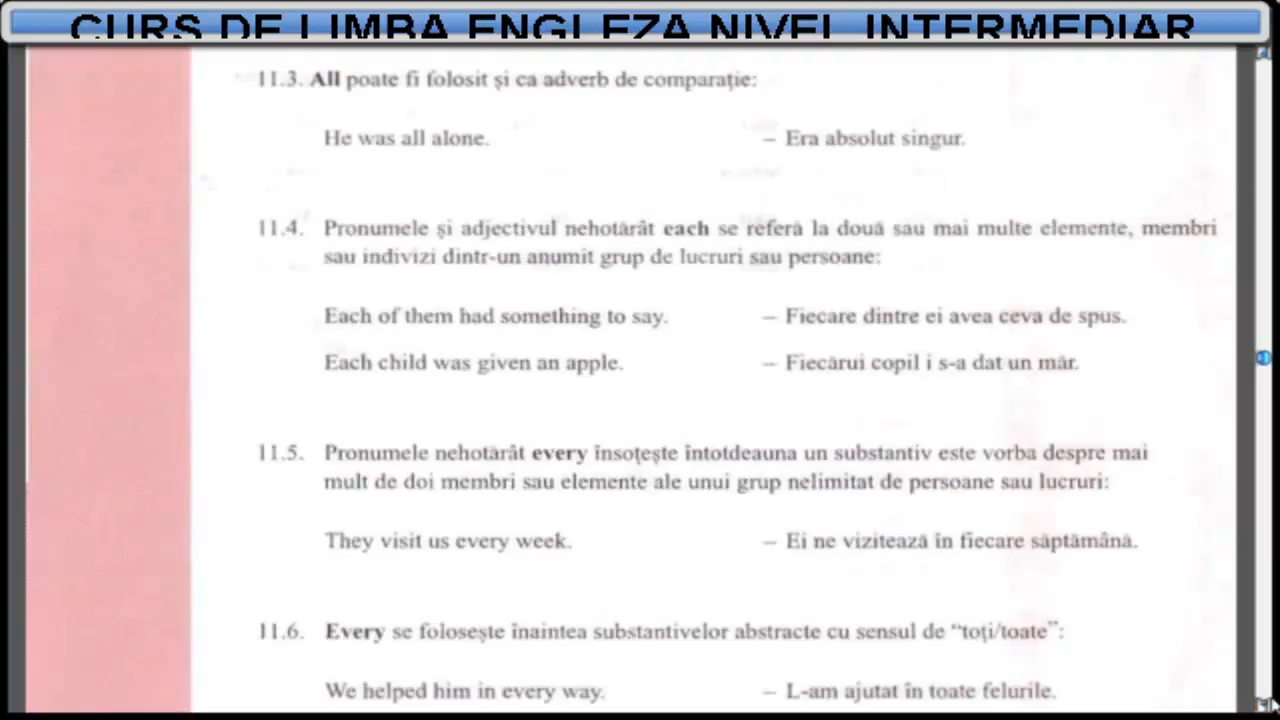 CURS DE LIMBA ENGLEZA NIVEL INTERMEDIAR
11.3. All poate fi folosit și ca adverb de comparație:
He was all alone. – Era absolut singur.
11.4. Pronumele și adjectivul nehotărât each se referă la două sau mai multe elemente, membri
sau indivizi dintr-un anumit grup de lucruri sau persoane:
Each of them had something to say. – Fiecare dintre ei avea ceva de spus.
Each child was given an apple. – Fiecărui copil i s-a dat un măr.
11.5. Pronumele nehotărât every însoțește întotdeauna un substantiv este vorba despre mai
mult de doi membri sau elemente ale unui grup nelimitat de persoane sau lucruri:
They visit us every week. – Ei ne vizitează în fiecare săptămână.
11.6. Every se folosește înaintea substantivelor abstracte cu sensul de “toți/toate”:
We helped him in every way. – L-am ajutat în toate felurile.